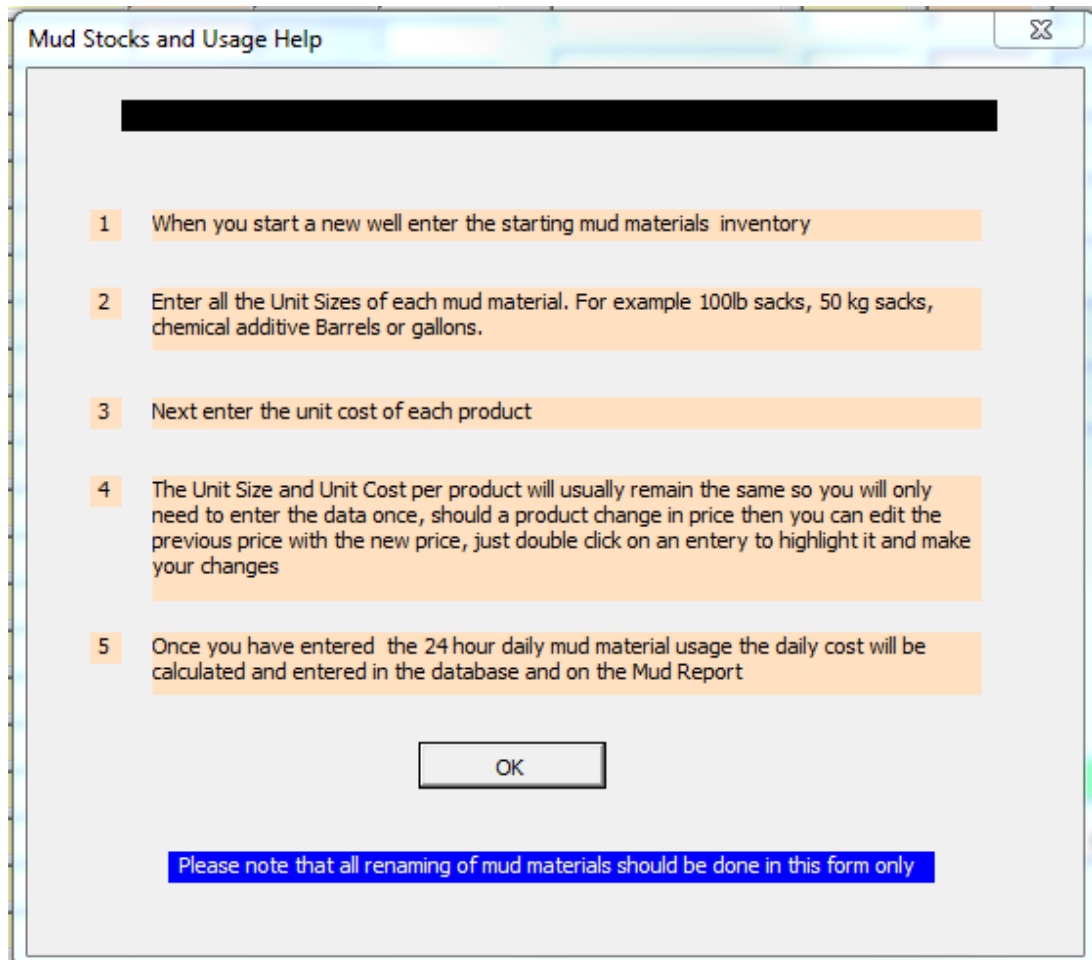 Mud Stocks and Usage Help
1 When you start a new well enter the starting mud materials  inventory
2 Enter all the Unit Sizes of each mud material. For example 100lb sacks, 50 kg sacks,
chemical additive Barrels or gallons.
3 Next enter the unit cost of each product
4 The Unit Size and Unit Cost per product will usually remain the same so you will only
need to enter the data once, should a product change in price then you can edit the
previous price with the new price, just double click on an entery to highlight it and make
your changes
5 Once you have entered  the 24 hour daily mud material usage the daily cost will be
calculated and entered in the database and on the Mud Report
OK
Please note that all renaming of mud materials should be done in this form only